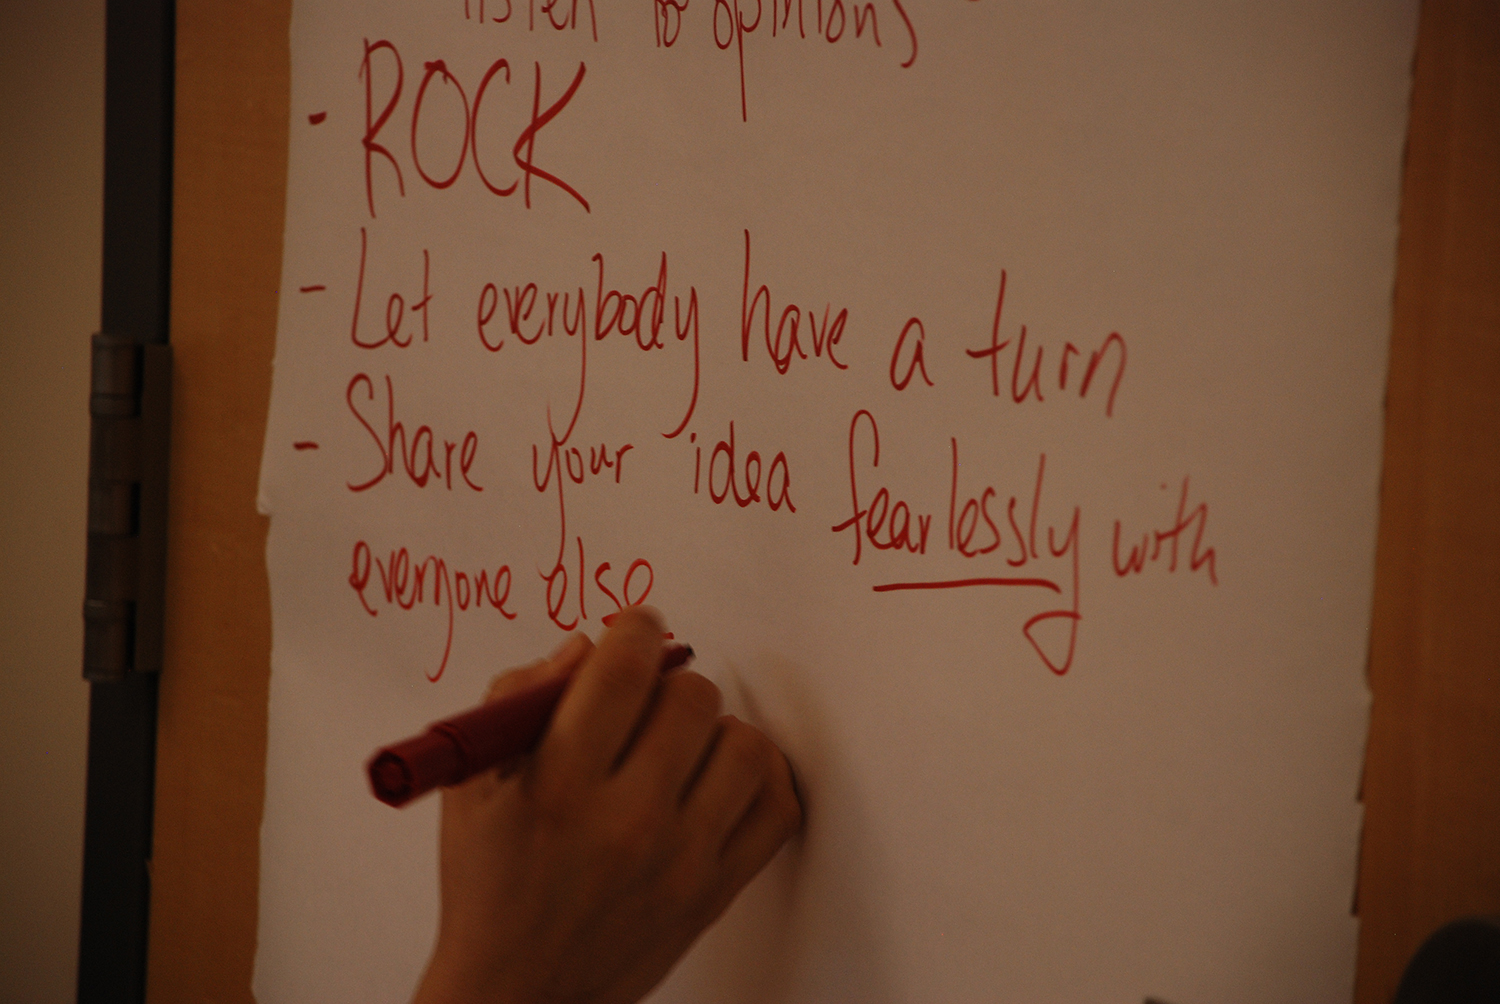 listen to opinions
- ROCK
- Let everybody have a turn
- Share your idea fearlessly with
everyone else